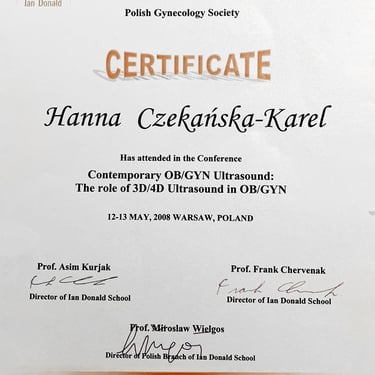 Ian Donald
Polish Gynecology Society
CERTIFICATE
Hanna Czekańska-Karel
Has attended in the Conference
Contemporary OB/GYN Ultrasound:
The role of 3D/4D Ultrasound in OB/GYN
12-13 MAY, 2008 WARSAW, POLAND
Prof. Asim Kurjak
Prof. Frank Chervenak
Director of Ian Donald School
Director of Ian Donald School
Prof. Miroslaw Wielgos
Director of Polish Branch of Ian Donald School